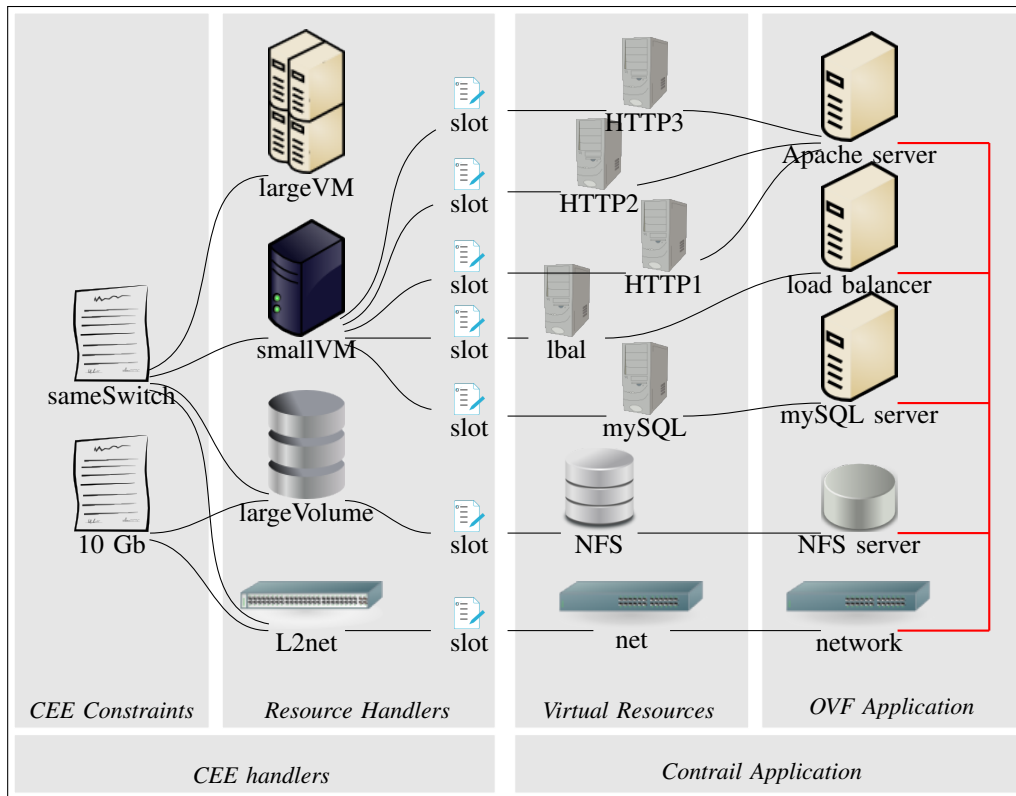 slot
HTTP3
Apache server
largeVM
slot
HTTP2
slot
HTTP1
load balancer
smallVM
slot
lbal
sameSwitch
slot
mySQL
mySQL server
largeVolume
10 Gb
slot
NFS
NFS server
L2net
slot
net
network
CEE Constraints
Resource Handlers
Virtual Resources
OVF Application
CEE handlers
Contrail Application